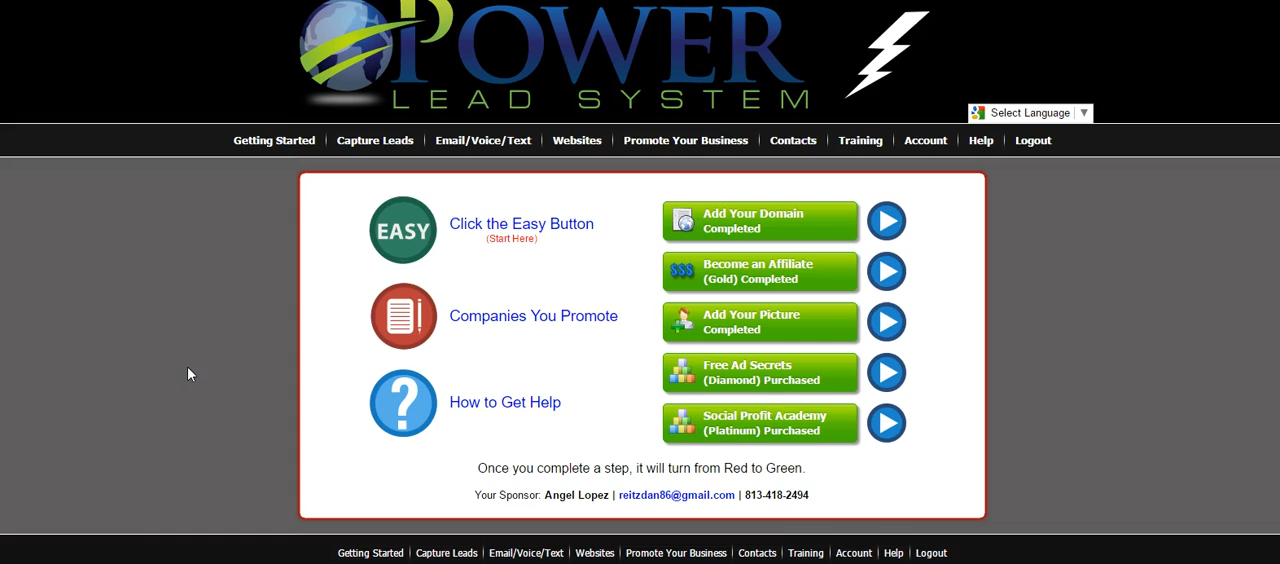 POWER
LEAD SYSTEM
Select Language
Getting Started
Capture Leads
Email/Voice/Text
Websites
Promote Your Business
Contacts
Training
Account
Help
Logout
EASY
Click the Easy Button
(Start Here)
Companies You Promote
?
How to Get Help
Add Your Domain
Completed
$$$
Become an Affiliate
(Gold) Completed
Add Your Picture
Completed
Free Ad Secrets
(Diamond) Purchased
Social Profit Academy
(Platinum) Purchased
Once you complete a step, it will turn from Red to Green.
Your Sponsor: Angel Lopez | reitzdan86@gmail.com | 813-418-2494
Getting Started | Capture Leads | Email/Voice/Text | Websites | Promote Your Business | Contacts | Training | Account | Help | Logout